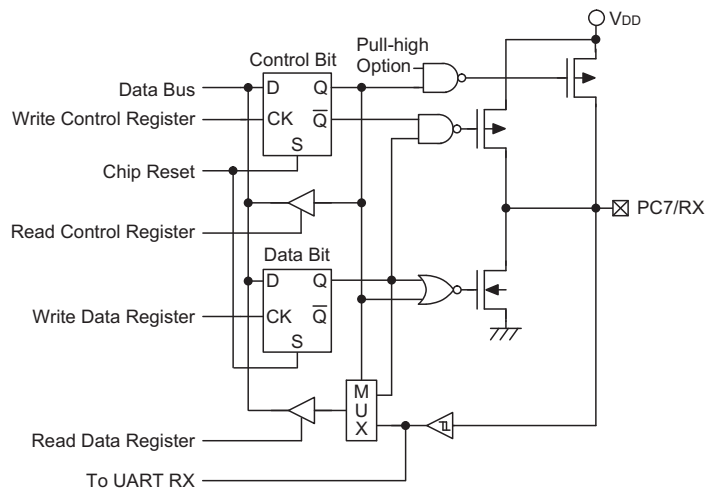 VDD
Control Bit
Pull-high
Option
Data Bus
D
Q
Write Control Register
CK
Q
S
Chip Reset
PC7/RX
Read Control Register
Data Bit
D
Q
Write Data Register
CK
Q
S
M
U
X
Read Data Register
To UART RX